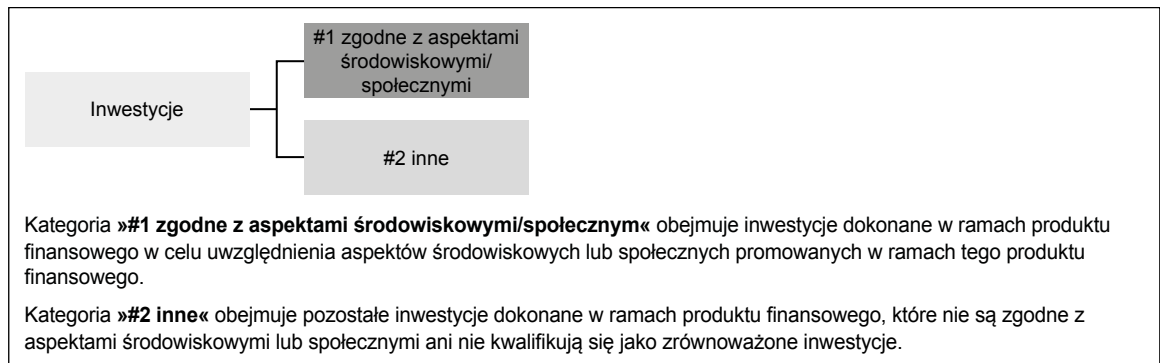 #1 zgodne z aspektami
środowiskowymi/
społecznymi
Inwestycje
#2 inne
Kategoria »#1 zgodne z aspektami środowiskowymi/społecznym« obejmuje inwestycje dokonane w ramach produktu
finansowego w celu uwzględnienia aspektów środowiskowych lub społecznych promowanych w ramach tego produktu
finansowego.
Kategoria »#2 inne« obejmuje pozostałe inwestycje dokonane w ramach produktu finansowego, które nie są zgodne z
aspektami środowiskowymi lub społecznymi ani nie kwalifikują się jako zrównoważone inwestycje.